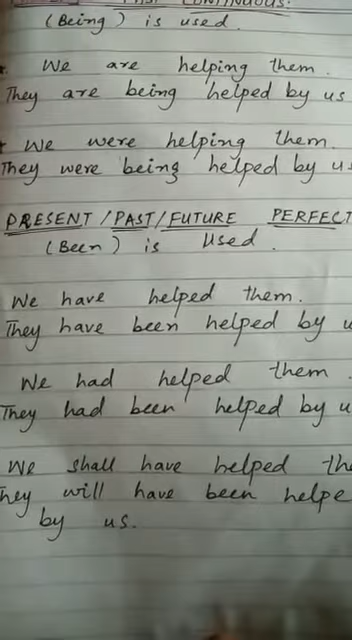 CONTINUOUS.
(Being) is used.
We are helping them.
They are being helped by us
We were helping them.
They were being helped by us
PRESENT/PAST/FUTURE PERFECT
(Been) is Used.
We have helped them.
They have been helped by u
We had helped them.
They had been helped by u
We shall have helped the
They will have been helpe
by us.